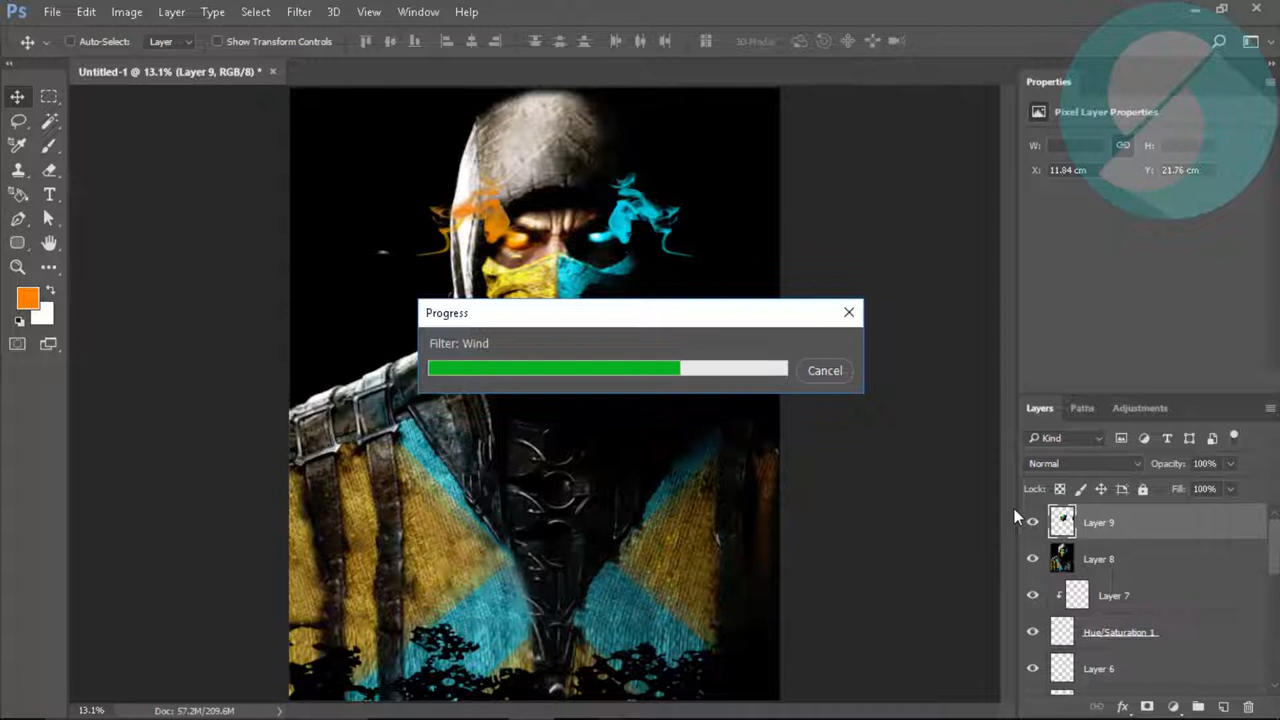 Ps File Edit Image Layer Type Select Filter 3D View Window Help
Auto-Select: Layer Show Transform Controls 3D Mode:
Untitled-1 @ 13.1% (Layer 9, RGB/8) * ×
Properties
Pixel Layer Properties
W: H:
X: 11.84 cm Y: 21.76 cm
Progress
Filter: Wind
Cancel
Layers Paths Adjustments
Kind
Normal Opacity: 100%
Lock: Fill: 100%
Layer 9
Layer 8
Layer 7
Hue/Saturation 1
Layer 6
13.1% Doc: 57.2M/209.6M